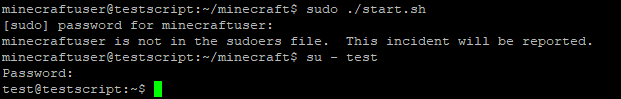 minecraftuser@testscript:~/minecraft$ sudo ./start.sh
[sudo] password for minecraftuser:
minecraftuser is not in the sudoers file.  This incident will be reported.
minecraftuser@testscript:~/minecraft$ su - test
Password:
test@testscript:~$